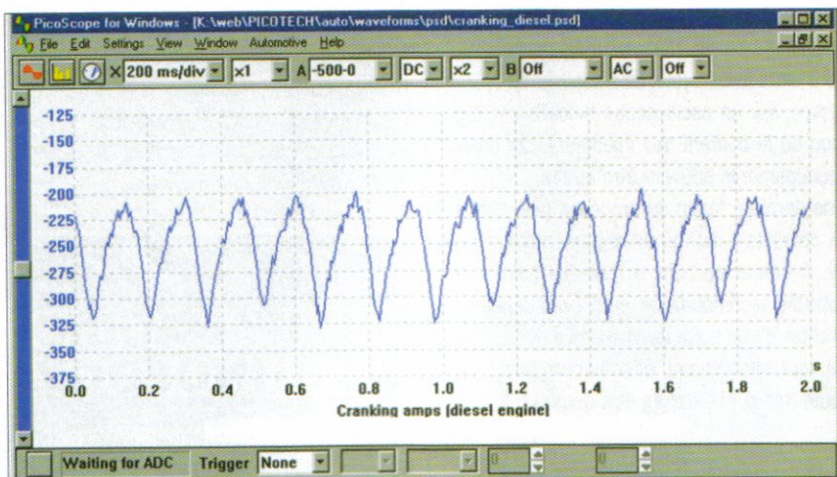 PicoScope for Windows - [K:\web\PICOTECH\auto\waveforms\psd\cranking_diesel.psd]
File Edit Settings View Window Automotive Help
X 200 ms/div x1 A -500-0 DC x2 B Off AC Off
-125
-150
-175
-200
-225
-250
-275
-300
-325
-350
-375
s
0.0 0.2 0.4 0.6 0.8 1.0 1.2 1.4 1.6 1.8 2.0
Cranking amps (diesel engine)
Waiting for ADC Trigger None 0 0